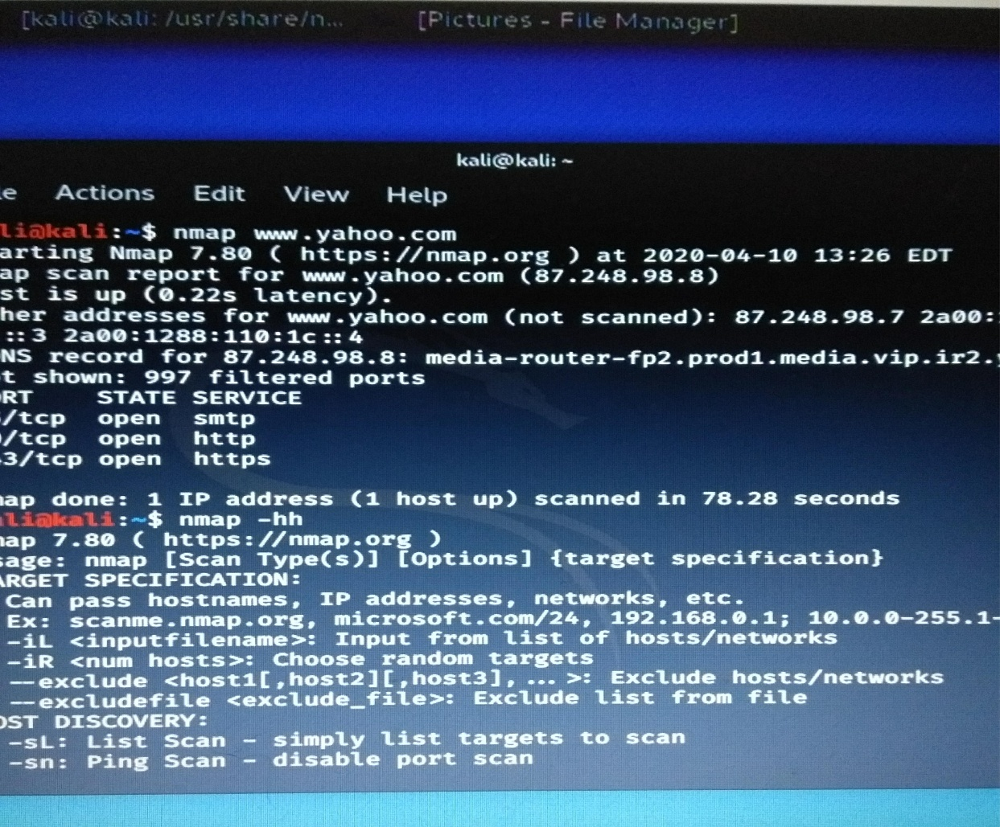 [kali@kali: /usr/share/n... [Pictures - File Manager]
kali@kali: ~
le Actions Edit View Help
li@kali:~$ nmap www.yahoo.com
arting Nmap 7.80 ( https://nmap.org ) at 2020-04-10 13:26 EDT
ap scan report for www.yahoo.com (87.248.98.8)
st is up (0.22s latency).
her addresses for www.yahoo.com (not scanned): 87.248.98.7 2a00:
::3 2a00:1288:110:1c::4
NS record for 87.248.98.8: media-router-fp2.prod1.media.vip.ir2.
t shown: 997 filtered ports
RT STATE SERVICE
/tcp open smtp
/tcp open http
3/tcp open https
map done: 1 IP address (1 host up) scanned in 78.28 seconds
ali@kali:~$ nmap -hh
map 7.80 ( https://nmap.org )
sage: nmap [Scan Type(s)] [Options] {target specification}
ARGET SPECIFICATION:
Can pass hostnames, IP addresses, networks, etc.
Ex: scanme.nmap.org, microsoft.com/24, 192.168.0.1; 10.0.0-255.1-
-iL <inputfilename>: Input from list of hosts/networks
-iR <num hosts>: Choose random targets
--exclude <host1[,host2][,host3],...>: Exclude hosts/networks
--excludefile <exclude_file>: Exclude list from file
OST DISCOVERY:
-sL: List Scan - simply list targets to scan
-sn: Ping Scan - disable port scan